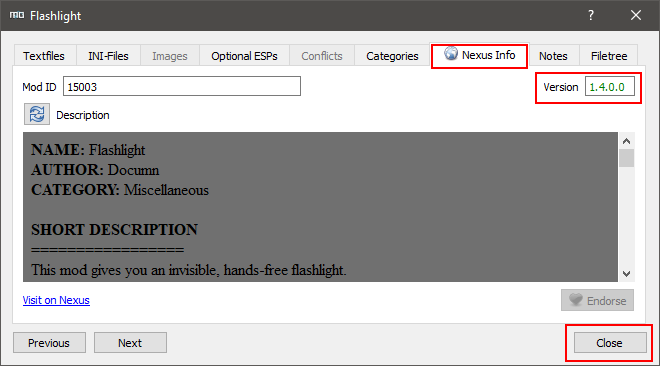 Flashlight
Textfiles INI-Files Images Optional ESPs Conflicts Categories Nexus Info Notes Filetree
Mod ID 15003 Version 1.4.0.0
Description
NAME: Flashlight
AUTHOR: Documn
CATEGORY: Miscellaneous
SHORT DESCRIPTION
=================
This mod gives you an invisible, hands-free flashlight.
Visit on Nexus Endorse
Previous Next Close